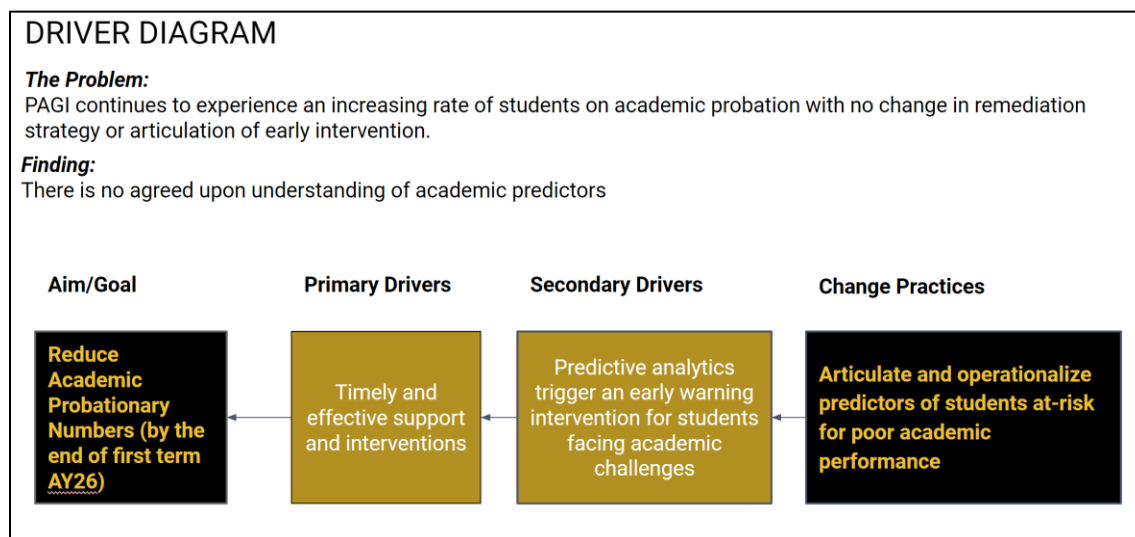 DRIVER DIAGRAM
The Problem:
PAGI continues to experience an increasing rate of students on academic probation with no change in remediation
strategy or articulation of early intervention.
Finding:
There is no agreed upon understanding of academic predictors
Aim/Goal
Primary Drivers
Secondary Drivers
Change Practices
Reduce
Academic
Probationary
Numbers (by the
end of first term
AY26)
Timely and
effective support
and interventions
Predictive analytics
trigger an early warning
intervention for students
facing academic
challenges
Articulate and operationalize
predictors of students at-risk
for poor academic
performance